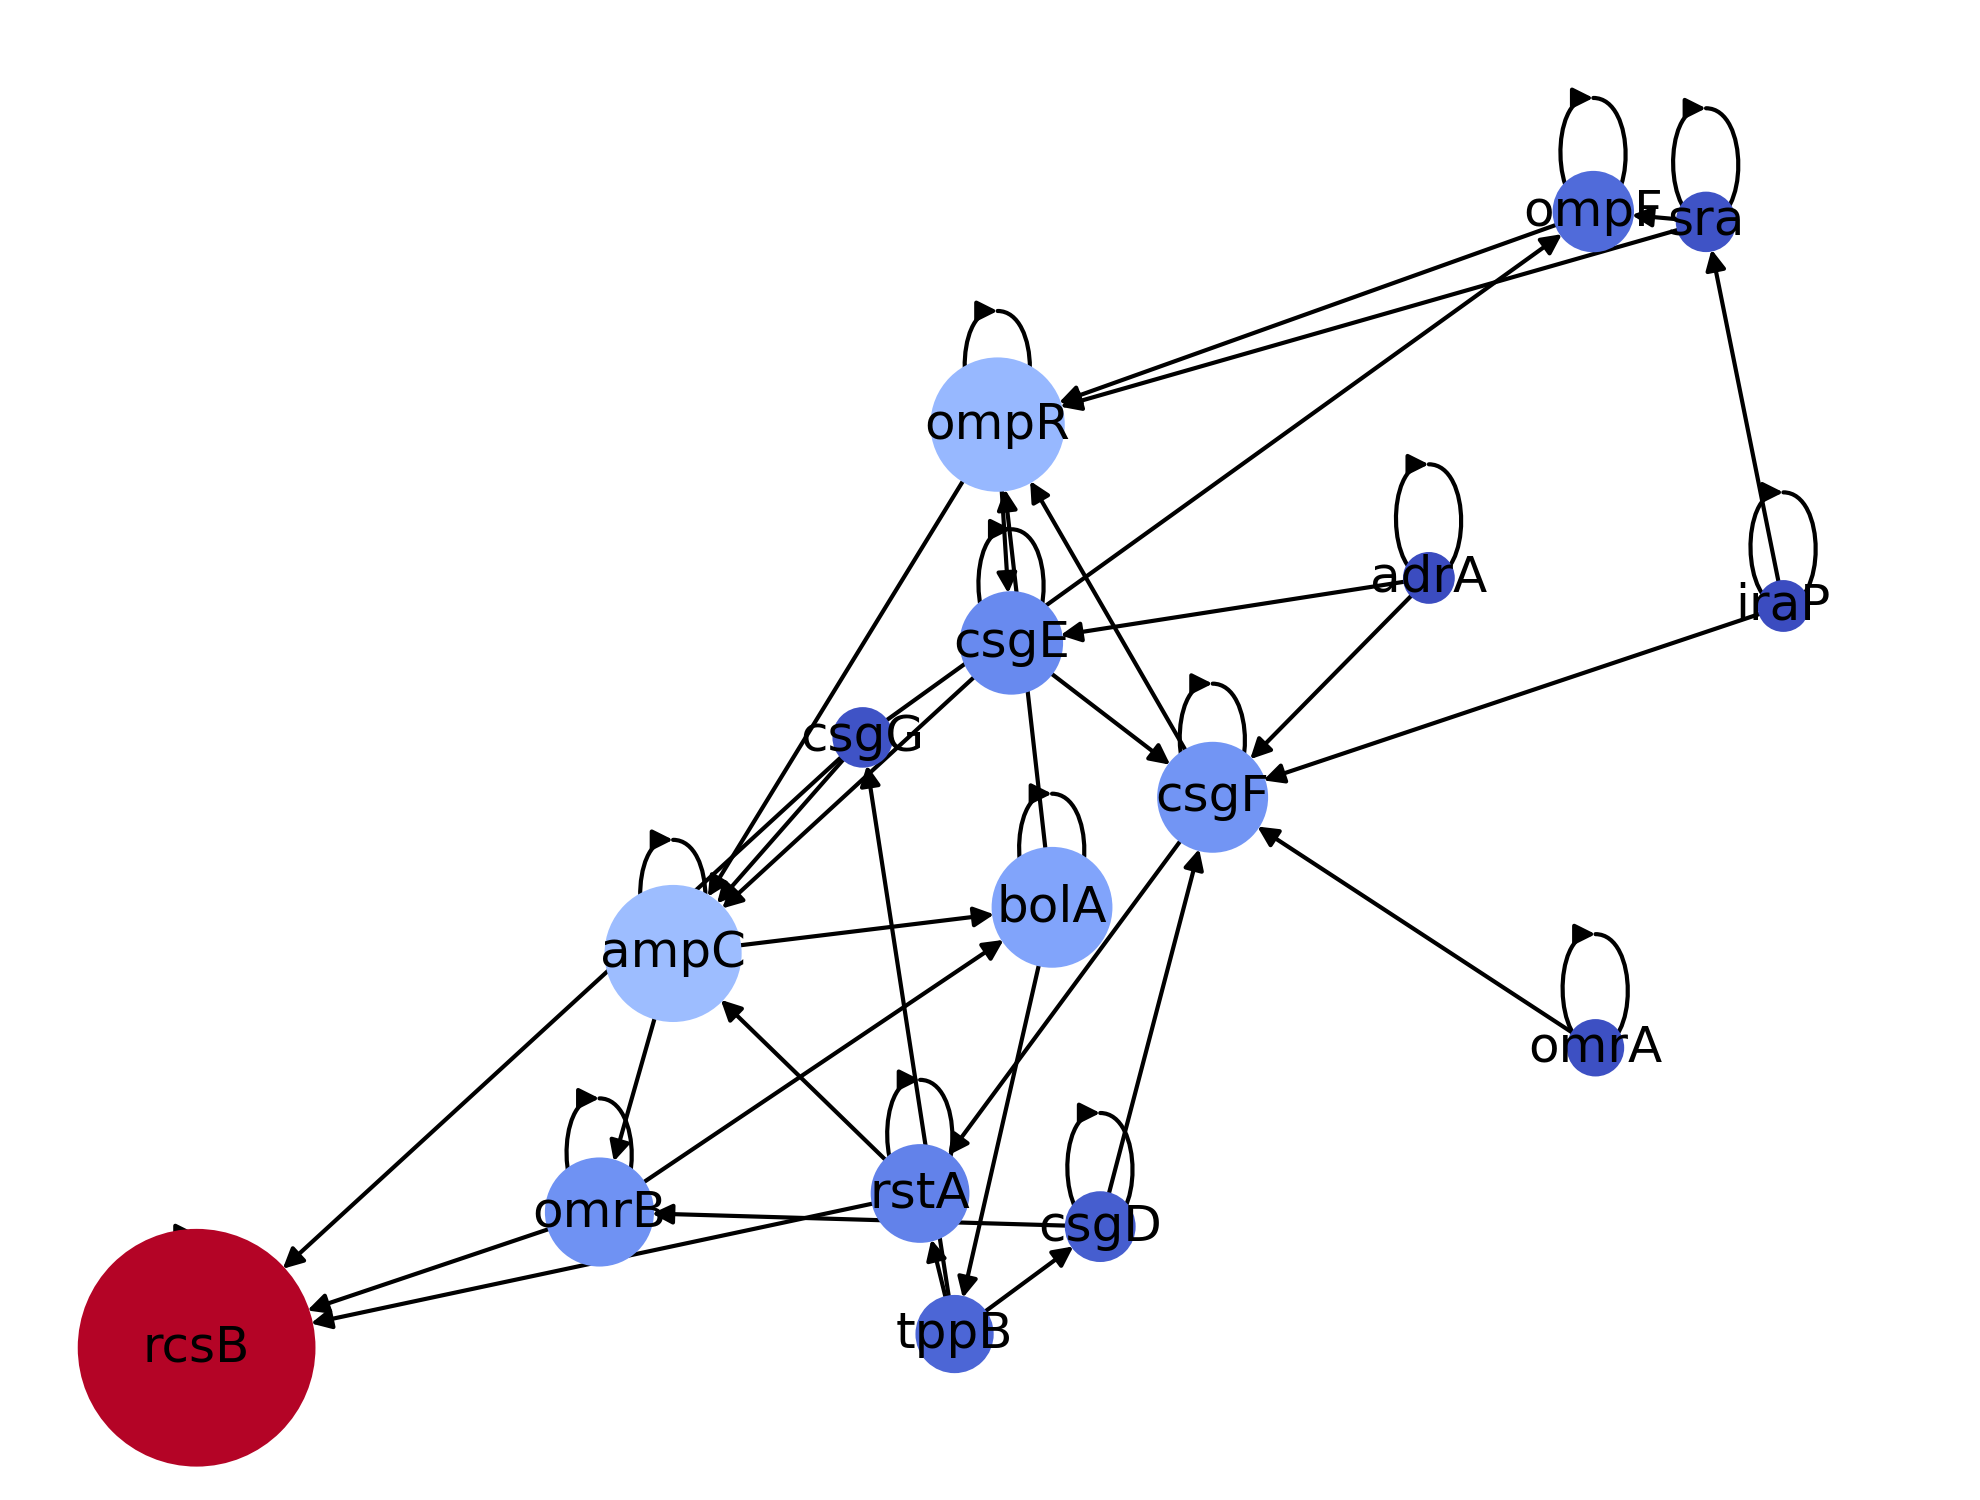 ompF
sra
ompR
adrA
iraP
csgE
csgG
csgF
bolA
ampC
omrA
rstA
omrB
csgD
tppB
rcsB